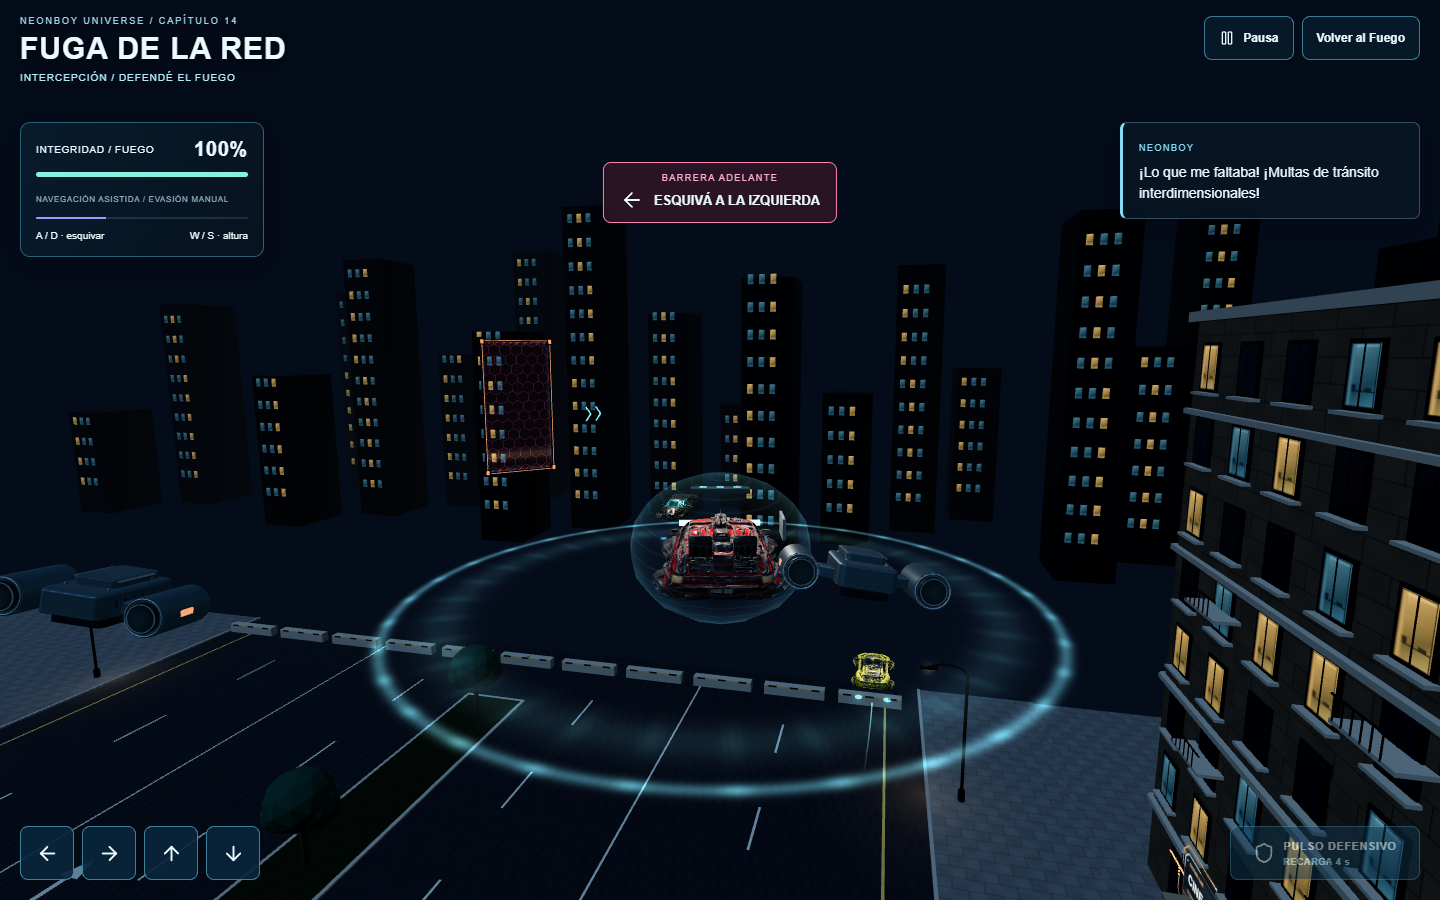 NEONBOY UNIVERSE / CAPÍTULO 14
FUGA DE LA RED
INTERCEPCIÓN / DEFENDÉ EL FUEGO
Pausa
Volver al Fuego
INTEGRIDAD / FUEGO
100%
NAVEGACIÓN ASISTIDA / EVASIÓN MANUAL
A / D · esquivar
W / S · altura
BARRERA ADELANTE
ESQUIVÁ A LA IZQUIERDA
NEONBOY
¡Lo que me faltaba! ¡Multas de tránsito
interdimensionales!
PULSO DEFENSIVO
RECARGA 4 s